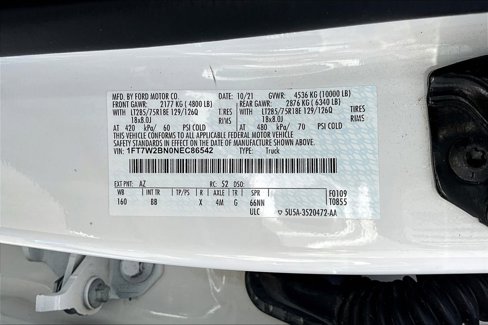 MFD. BY FORD MOTOR CO. 10/21 GVWR: 4536 KG (10000 LB)
FRONT GAWR: 2177 KG (4800 LB) REAR GAWR: 2876 KG (6340 LB)
WITH LT285/75R18E 129/126Q TIRES WITH LT285/75R18E 129/126Q TIRES
18x8.0J RIMS 18x8.0J RIMS
AT 420 kPa/ 60 PSI COLD AT 480 kPa/ 70 PSI COLD
THIS VEHICLE CONFORMS TO ALL APPLICABLE FEDERAL MOTOR VEHICLE
SAFETY STANDARDS IN EFFECT ON THE DATE OF MANUFACTURE SHOWN ABOVE.
VIN: 1FT7W2BN0NEC86542 TYPE: Truck
EXT PNT: AZ RC: 52 DSO:
WB INT TR TP/PS R AXLE TR SPR F0109
160 BB X 4M G 66NN T0855
ULC 5U5A-3520472-AA